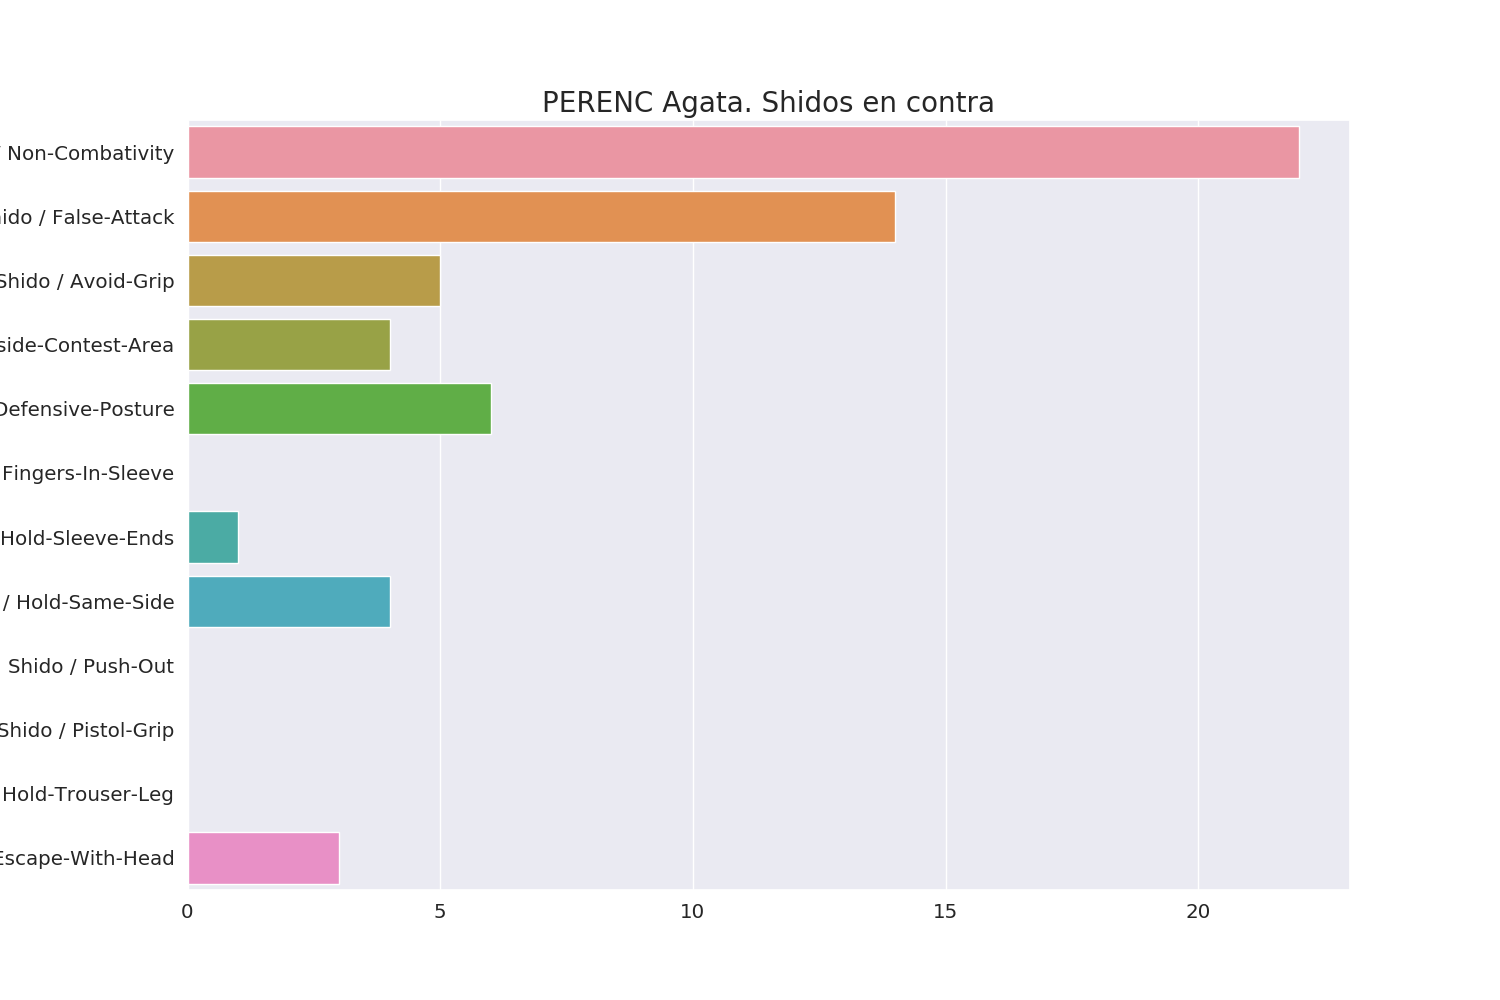 PERENC Agata. Shidos en contra
/ Non-Combativity
/ False-Attack
Shido / Avoid-Grip
side-Contest-Area
Defensive-Posture
Fingers-In-Sleeve
Hold-Sleeve-Ends
/ Hold-Same-Side
Shido / Push-Out
Shido / Pistol-Grip
Hold-Trouser-Leg
Escape-With-Head
0 5 10 15 20